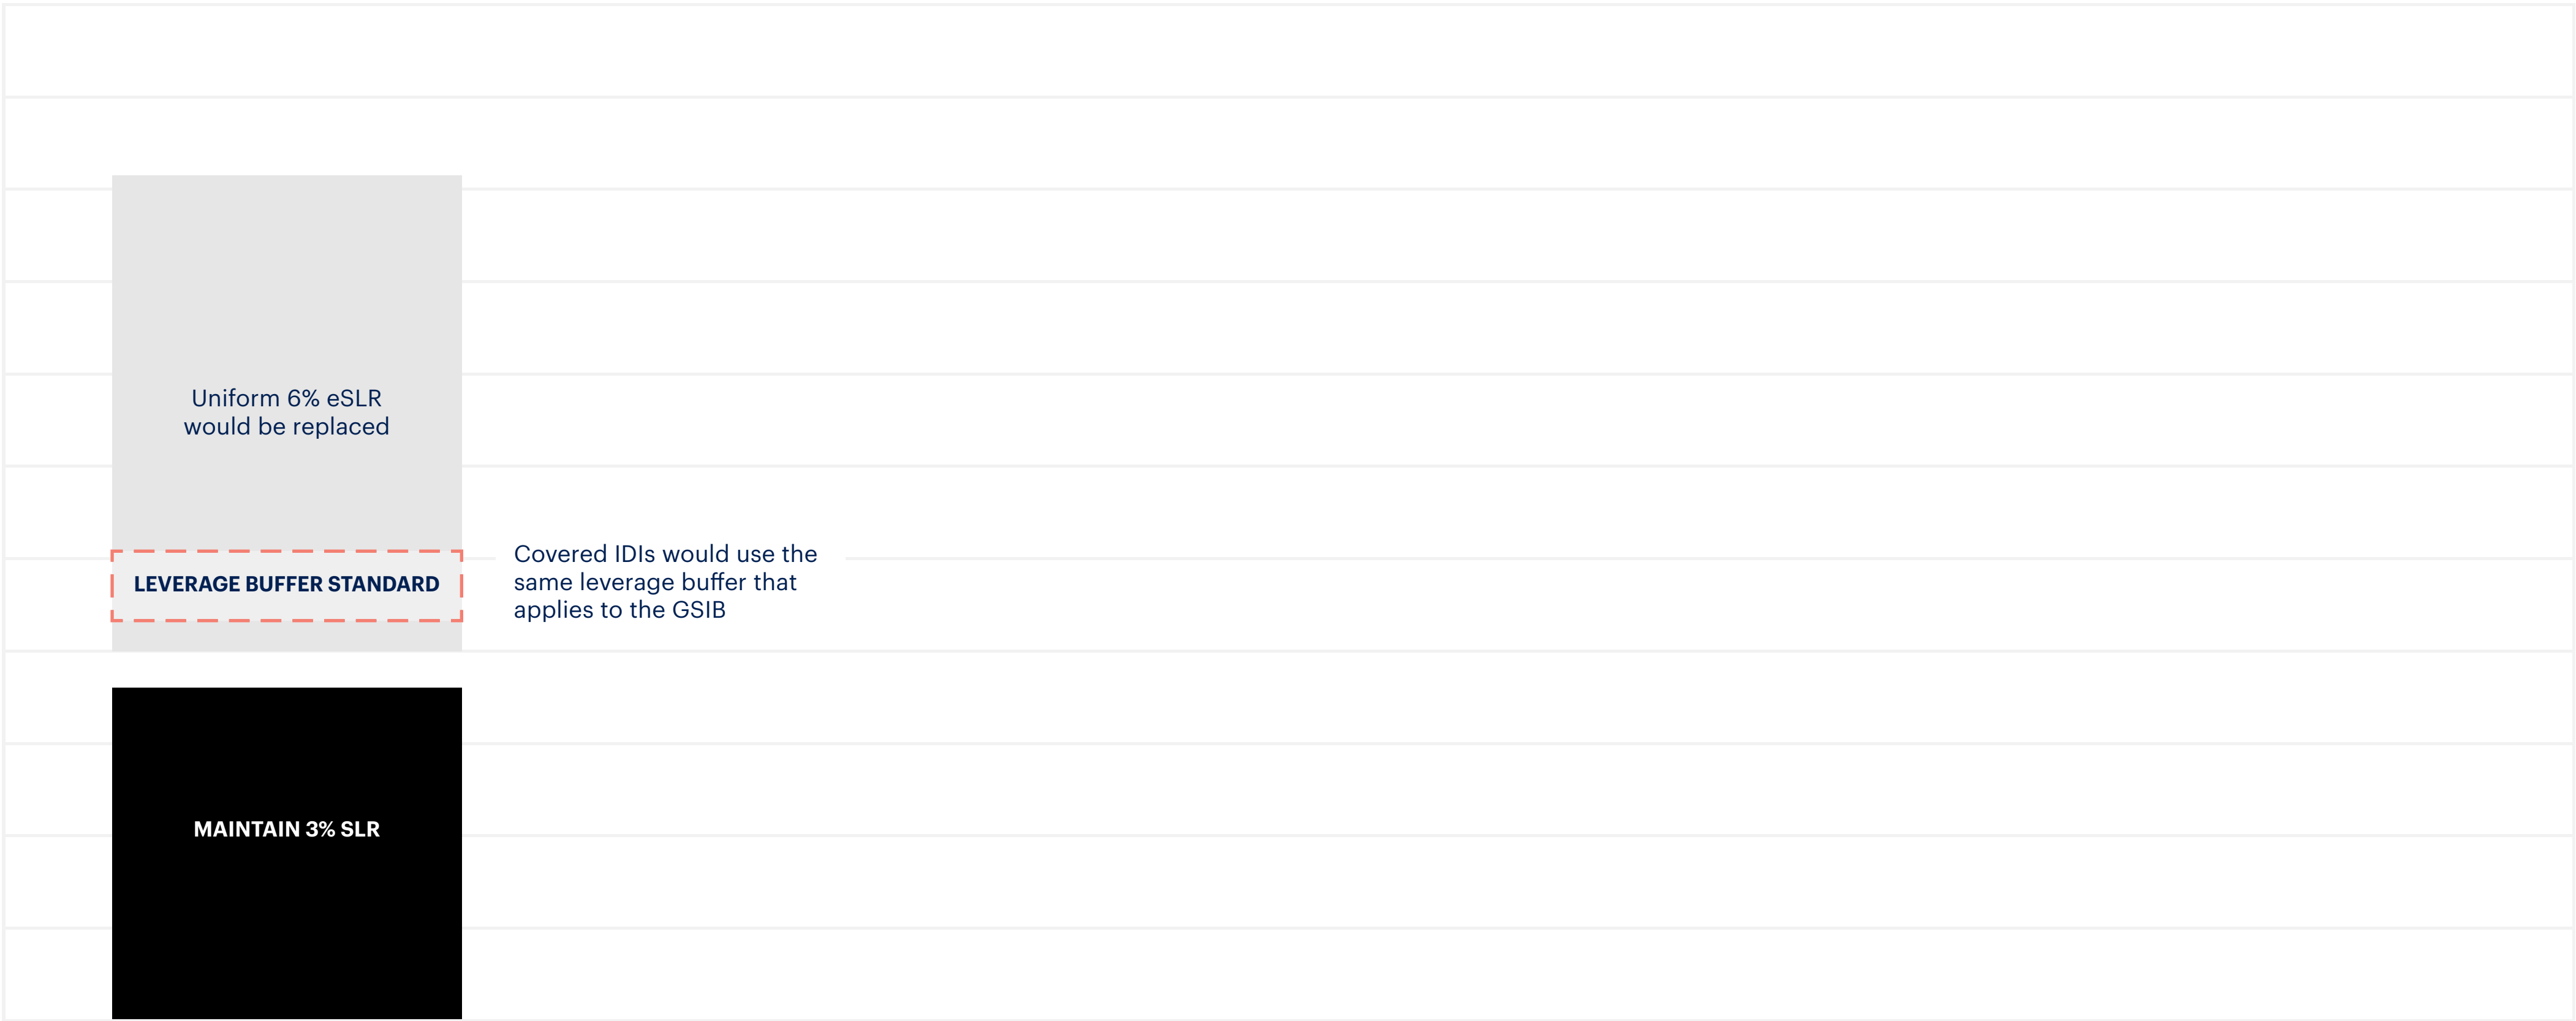 Uniform 6% eSLR
would be replaced
LEVERAGE BUFFER STANDARD
Covered IDIs would use the
same leverage buffer that
applies to the GSIB
MAINTAIN 3% SLR